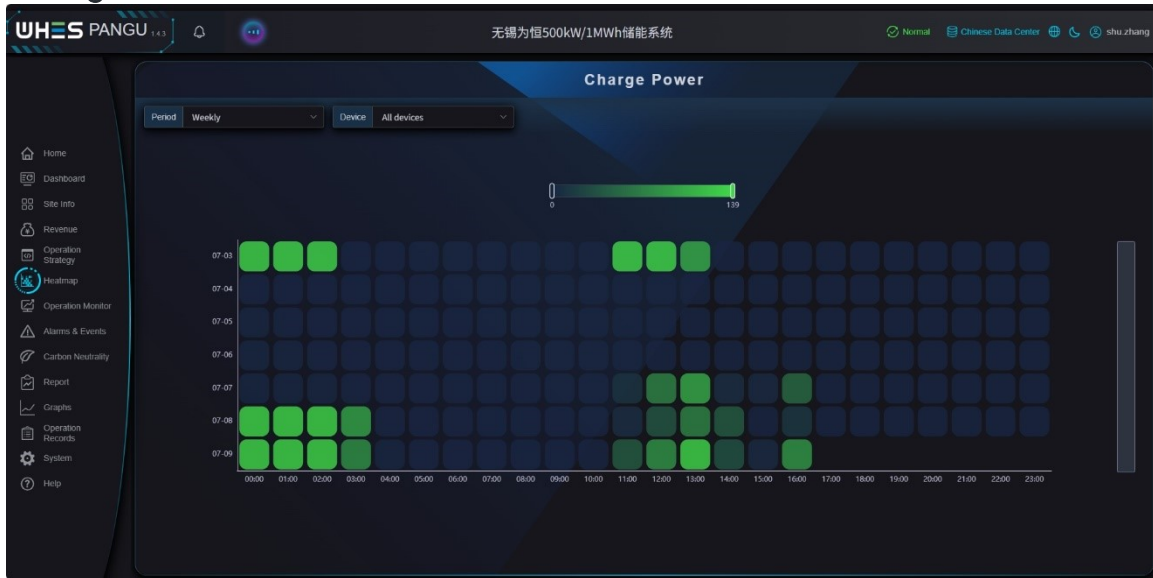 WHES PANGU 1.4.3
无锡为恒500kW/1MWh储能系统
Normal
Chinese Data Center
shu.zhang
Charge Power
Period Weekly
Device All devices
Home
Dashboard
Site Info
Revenue
Operation
Strategy
Heatmap
Operation Monitor
Alarms & Events
Carbon Neutrality
Report
Graphs
Operation
Records
System
Help
0 139
07-03
07-04
07-05
07-06
07-07
07-08
07-09
00:00 01:00 02:00 03:00 04:00 05:00 06:00 07:00 08:00 09:00 10:00 11:00 12:00 13:00 14:00 15:00 16:00 17:00 18:00 19:00 20:00 21:00 22:00 23:00